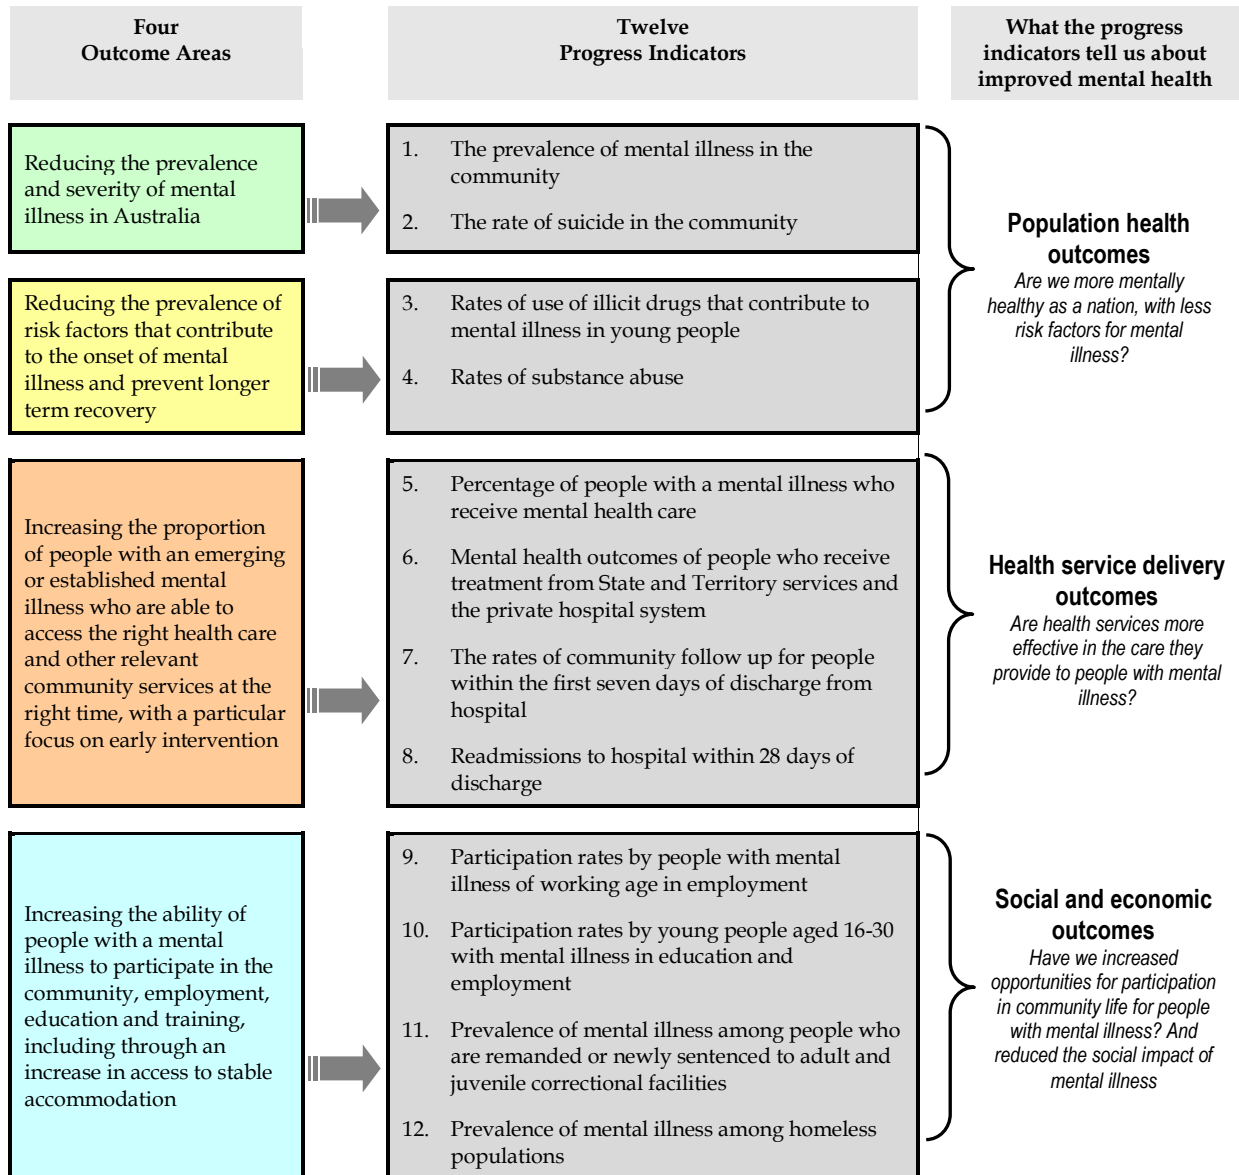 Four
Outcome Areas
Twelve
Progress Indicators
What the progress
indicators tell us about
improved mental health
Reducing the prevalence
and severity of mental
illness in Australia
1. The prevalence of mental illness in the
community
2. The rate of suicide in the community
Population health
outcomes
Are we more mentally
healthy as a nation, with less
risk factors for mental
illness?
Reducing the prevalence of
risk factors that contribute
to the onset of mental
illness and prevent longer
term recovery
3. Rates of use of illicit drugs that contribute to
mental illness in young people
4. Rates of substance abuse
Increasing the proportion
of people with an emerging
or established mental
illness who are able to
access the right health care
and other relevant
community services at the
right time, with a particular
focus on early intervention
5. Percentage of people with a mental illness who
receive mental health care
6. Mental health outcomes of people who receive
treatment from State and Territory services and
the private hospital system
7. The rates of community follow up for people
within the first seven days of discharge from
hospital
8. Readmissions to hospital within 28 days of
discharge
Health service delivery
outcomes
Are health services more
effective in the care they
provide to people with mental
illness?
Increasing the ability of
people with a mental
illness to participate in the
community, employment,
education and training,
including through an
increase in access to stable
accommodation
9. Participation rates by people with mental
illness of working age in employment
10. Participation rates by young people aged 16-30
with mental illness in education and
employment
11. Prevalence of mental illness among people who
are remanded or newly sentenced to adult and
juvenile correctional facilities
12. Prevalence of mental illness among homeless
populations
Social and economic
outcomes
Have we increased
opportunities for participation
in community life for people
with mental illness? And
reduced the social impact of
mental illness